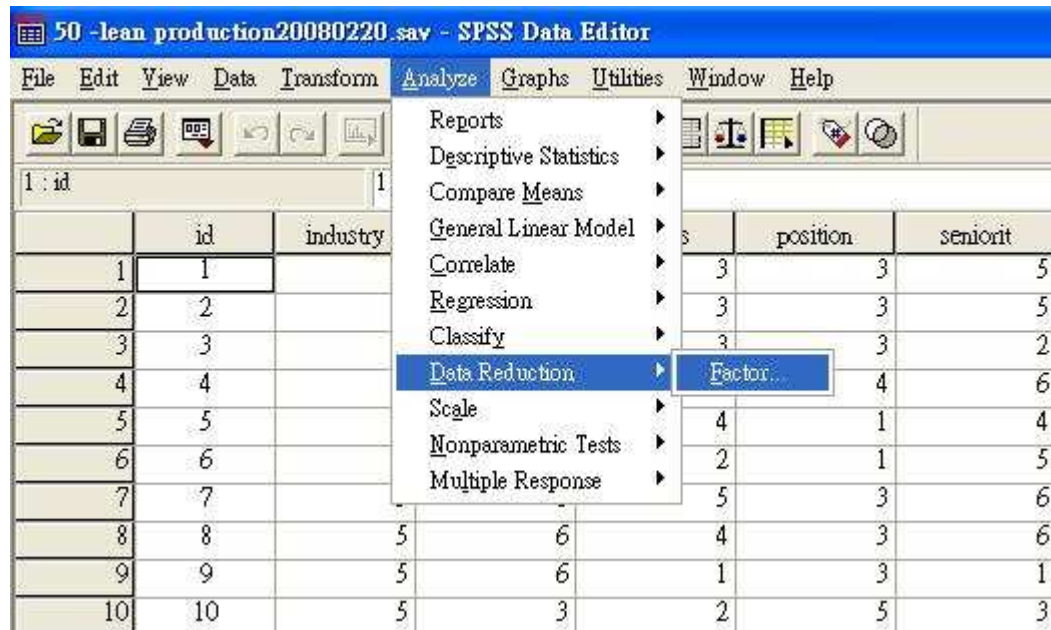 50 -lean production20080220.sav - SPSS Data Editor
File Edit View Data Transform Analyze Graphs Utilities Window Help
1 : id 1
Reports
Descriptive Statistics
Compare Means
General Linear Model
Correlate
Regression
Classify
Data Reduction
Scale
Nonparametric Tests
Multiple Response
Factor...
id industry s position seniorit
1 1 3 3 5
2 2 3 3 5
3 3 3 3 2
4 4 4 6
5 5 4 1 4
6 6 2 1 5
7 7 5 3 6
8 8 5 6 4 3 6
9 9 5 6 1 3 1
10 10 5 3 2 5 3